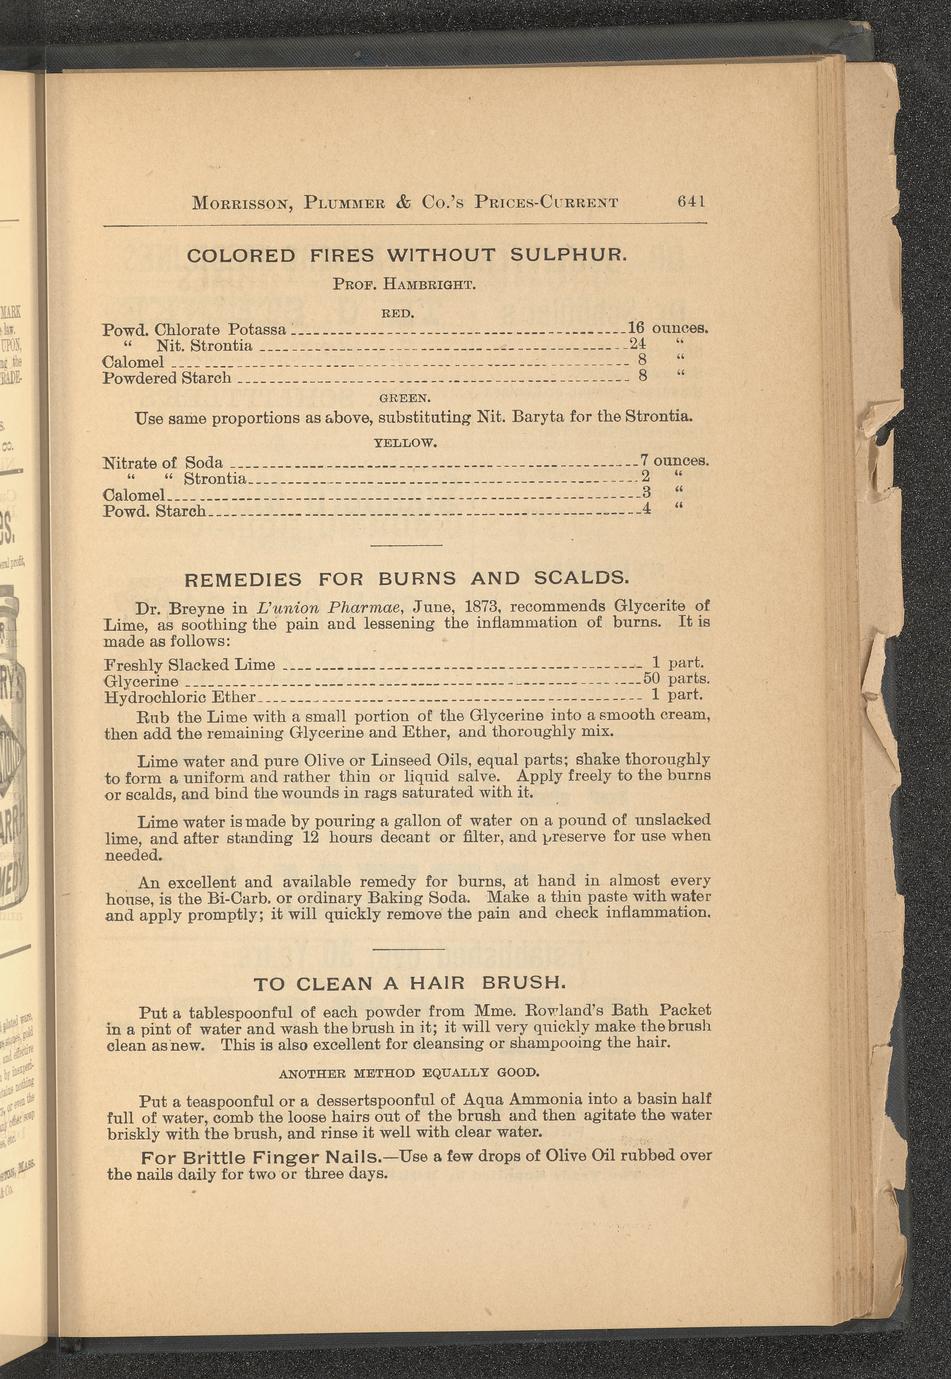 MORRISSON, PLUMMER & CO.'S PRICES-CURRENT 641
COLORED FIRES WITHOUT SULPHUR.
PROF. HAMBRIGHT.
RED.
Powd. Chlorate Potassa 16 ounces.
“ Nit. Strontia 24 “
Calomel 8 “
Powdered Starch 8 “
GREEN.
Use same proportions as above, substituting Nit. Baryta for the Strontia.
YELLOW.
Nitrate of Soda 7 ounces.
“ “ Strontia 2 “
Calomel 3 “
Powd. Starch 4 “
REMEDIES FOR BURNS AND SCALDS.
Dr. Breyne in L'union Pharmae, June, 1873, recommends Glycerite of
Lime, as soothing the pain and lessening the inflammation of burns. It is
made as follows:
Freshly Slacked Lime 1 part.
Glycerine 50 parts.
Hydrochloric Ether 1 part.
Rub the Lime with a small portion of the Glycerine into a smooth cream,
then add the remaining Glycerine and Ether, and thoroughly mix.
Lime water and pure Olive or Linseed Oils, equal parts; shake thoroughly
to form a uniform and rather thin or liquid salve. Apply freely to the burns
or scalds, and bind the wounds in rags saturated with it.
Lime water is made by pouring a gallon of water on a pound of unslacked
lime, and after standing 12 hours decant or filter, and preserve for use when
needed.
An excellent and available remedy for burns, at hand in almost every
house, is the Bi-Carb. or ordinary Baking Soda. Make a thin paste with water
and apply promptly; it will quickly remove the pain and check inflammation.
TO CLEAN A HAIR BRUSH.
Put a tablespoonful of each powder from Mme. Rowland's Bath Packet
in a pint of water and wash the brush in it; it will very quickly make the brush
clean as new. This is also excellent for cleansing or shampooing the hair.
ANOTHER METHOD EQUALLY GOOD.
Put a teaspoonful or a dessertspoonful of Aqua Ammonia into a basin half
full of water, comb the loose hairs out of the brush and then agitate the water
briskly with the brush, and rinse it well with clear water.
For Brittle Finger Nails.—Use a few drops of Olive Oil rubbed over
the nails daily for two or three days.